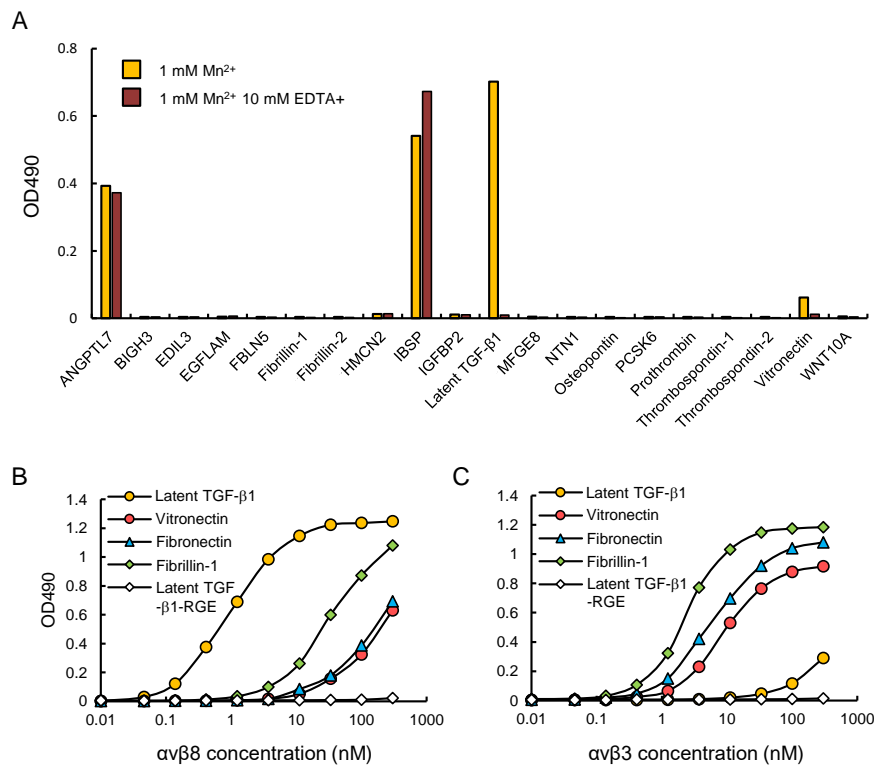 A
0.8
0.6
0.4
0.2
0
OD490
1 mM Mn²⁺
1 mM Mn²⁺ 10 mM EDTA+
ANGPTL7
BIGH3
EDIL3
EGFLAM
FBLN5
Fibrillin-1
Fibrillin-2
HMCN2
IBSP
IGFBP2
Latent TGF-β1
MFGE8
NTN1
Osteopontin
PCSK6
Prothrombin
Thrombospondin-1
Thrombospondin-2
Vitronectin
WNT10A
B
1.4
1.2
1
0.8
0.6
0.4
0.2
0
OD490
Latent TGF-β1
Vitronectin
Fibronectin
Fibrillin-1
Latent TGF
-β1-RGE
0.01
0.1
1
10
100
1000
αvβ8 concentration (nM)
C
1.4
1.2
1
0.8
0.6
0.4
0.2
0
Latent TGF-β1
Vitronectin
Fibronectin
Fibrillin-1
Latent TGF-β1
-RGE
0.01
0.1
1
10
100
1000
αvβ3 concentration (nM)